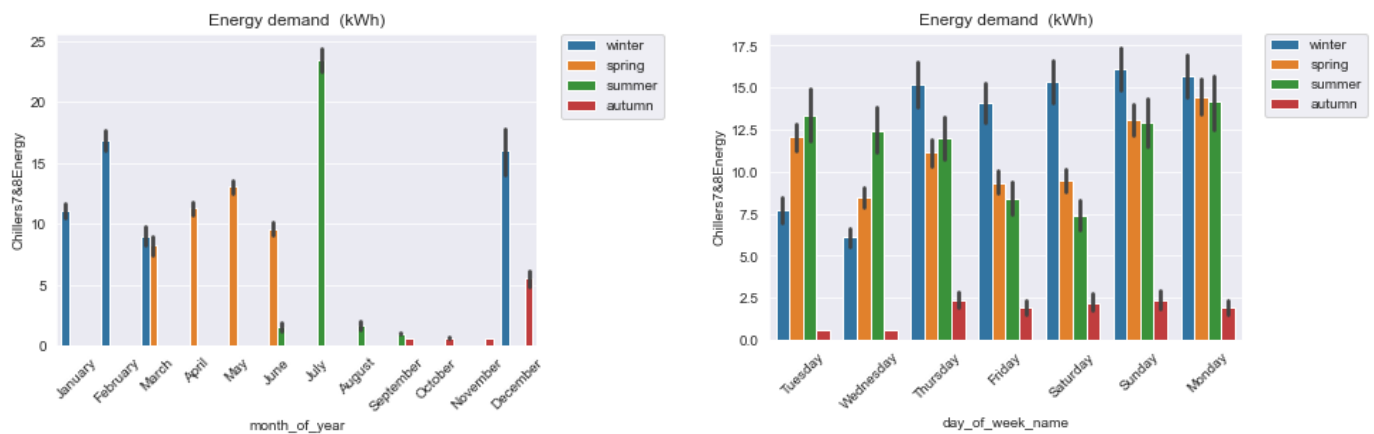 Energy demand (kWh)
25
20
15
10
5
0
Chillers7&8Energy
January
February
March
April
May
June
July
August
September
October
November
December
month_of_year
winter
spring
summer
autumn
Energy demand (kWh)
17.5
15.0
12.5
10.0
7.5
5.0
2.5
0.0
Chillers7&8Energy
Tuesday
Wednesday
Thursday
Friday
Saturday
Sunday
Monday
day_of_week_name
winter
spring
summer
autumn